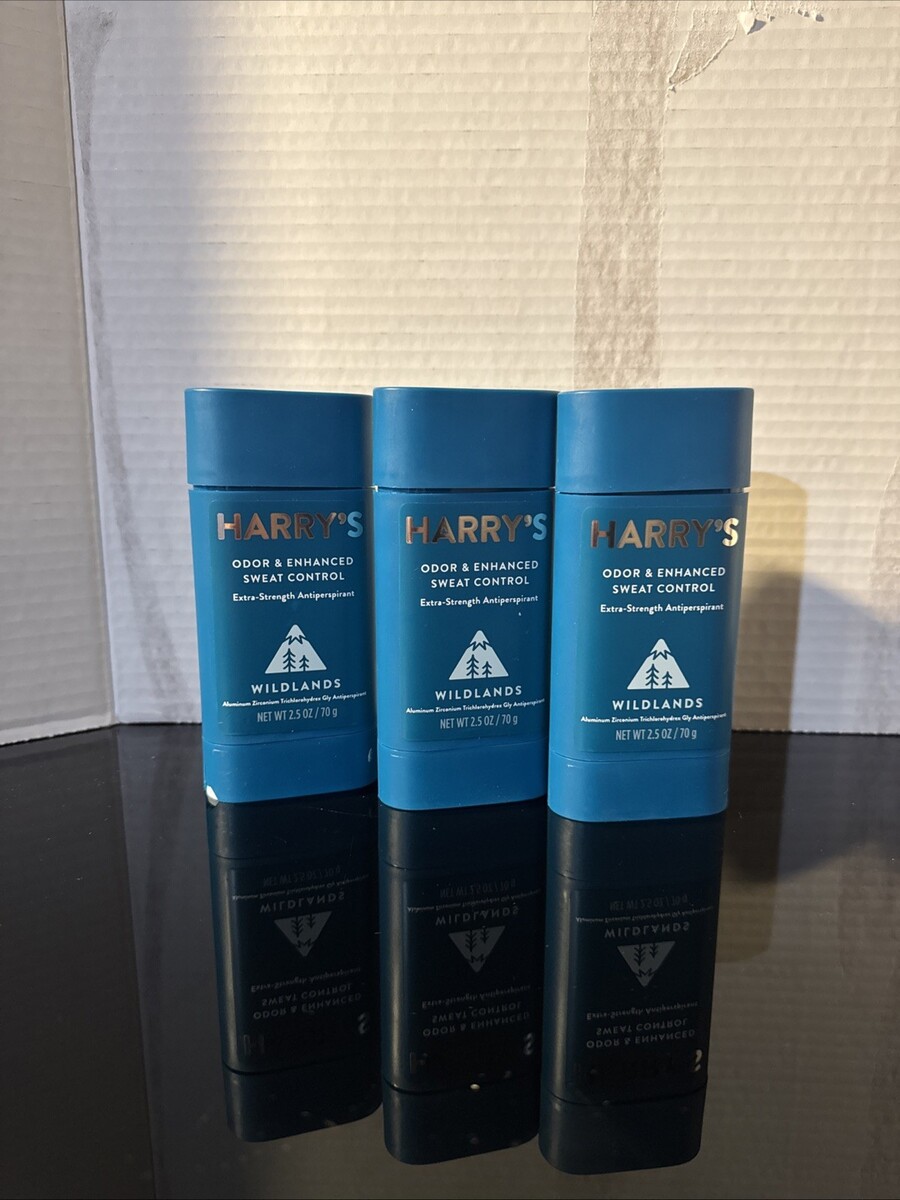 HARRY'S
ODOR & ENHANCED
SWEAT CONTROL
Extra-Strength Antiperspirant
WILDLANDS
Aluminum Zirconium Trichlorohydrex Gly Antiperspirant
NET WT 2.5 OZ / 70 g
HARRY'S
ODOR & ENHANCED
SWEAT CONTROL
Extra-Strength Antiperspirant
WILDLANDS
Aluminum Zirconium Trichlorohydrex Gly Antiperspirant
NET WT 2.5 OZ / 70 g
HARRY'S
ODOR & ENHANCED
SWEAT CONTROL
Extra-Strength Antiperspirant
WILDLANDS
Aluminum Zirconium Trichlorohydrex Gly Antiperspirant
NET WT 2.5 OZ / 70 g